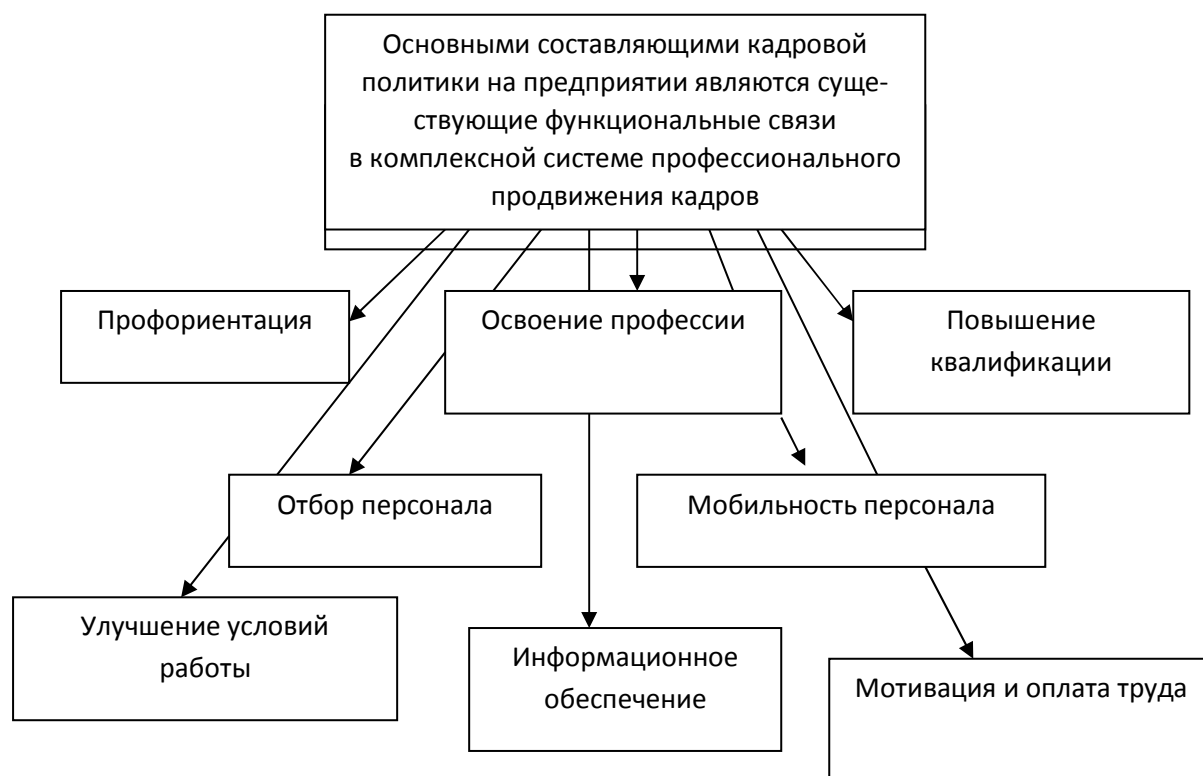 Основными составляющими кадровой
политики на предприятии являются суще-
ствующие функциональные связи
в комплексной системе профессионального
продвижения кадров
Профориентация
Освоение профессии
Повышение
квалификации
Отбор персонала
Мобильность персонала
Улучшение условий
работы
Информационное
обеспечение
Мотивация и оплата труда